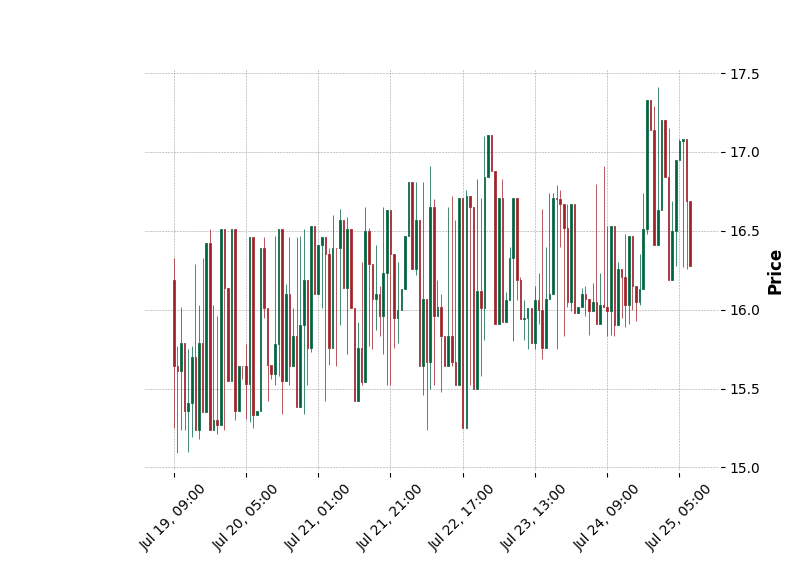 17.5
17.0
16.5
16.0
15.5
15.0
Price
Jul 19, 09:00
Jul 20, 05:00
Jul 21, 01:00
Jul 21, 21:00
Jul 22, 17:00
Jul 23, 13:00
Jul 24, 09:00
Jul 25, 05:00